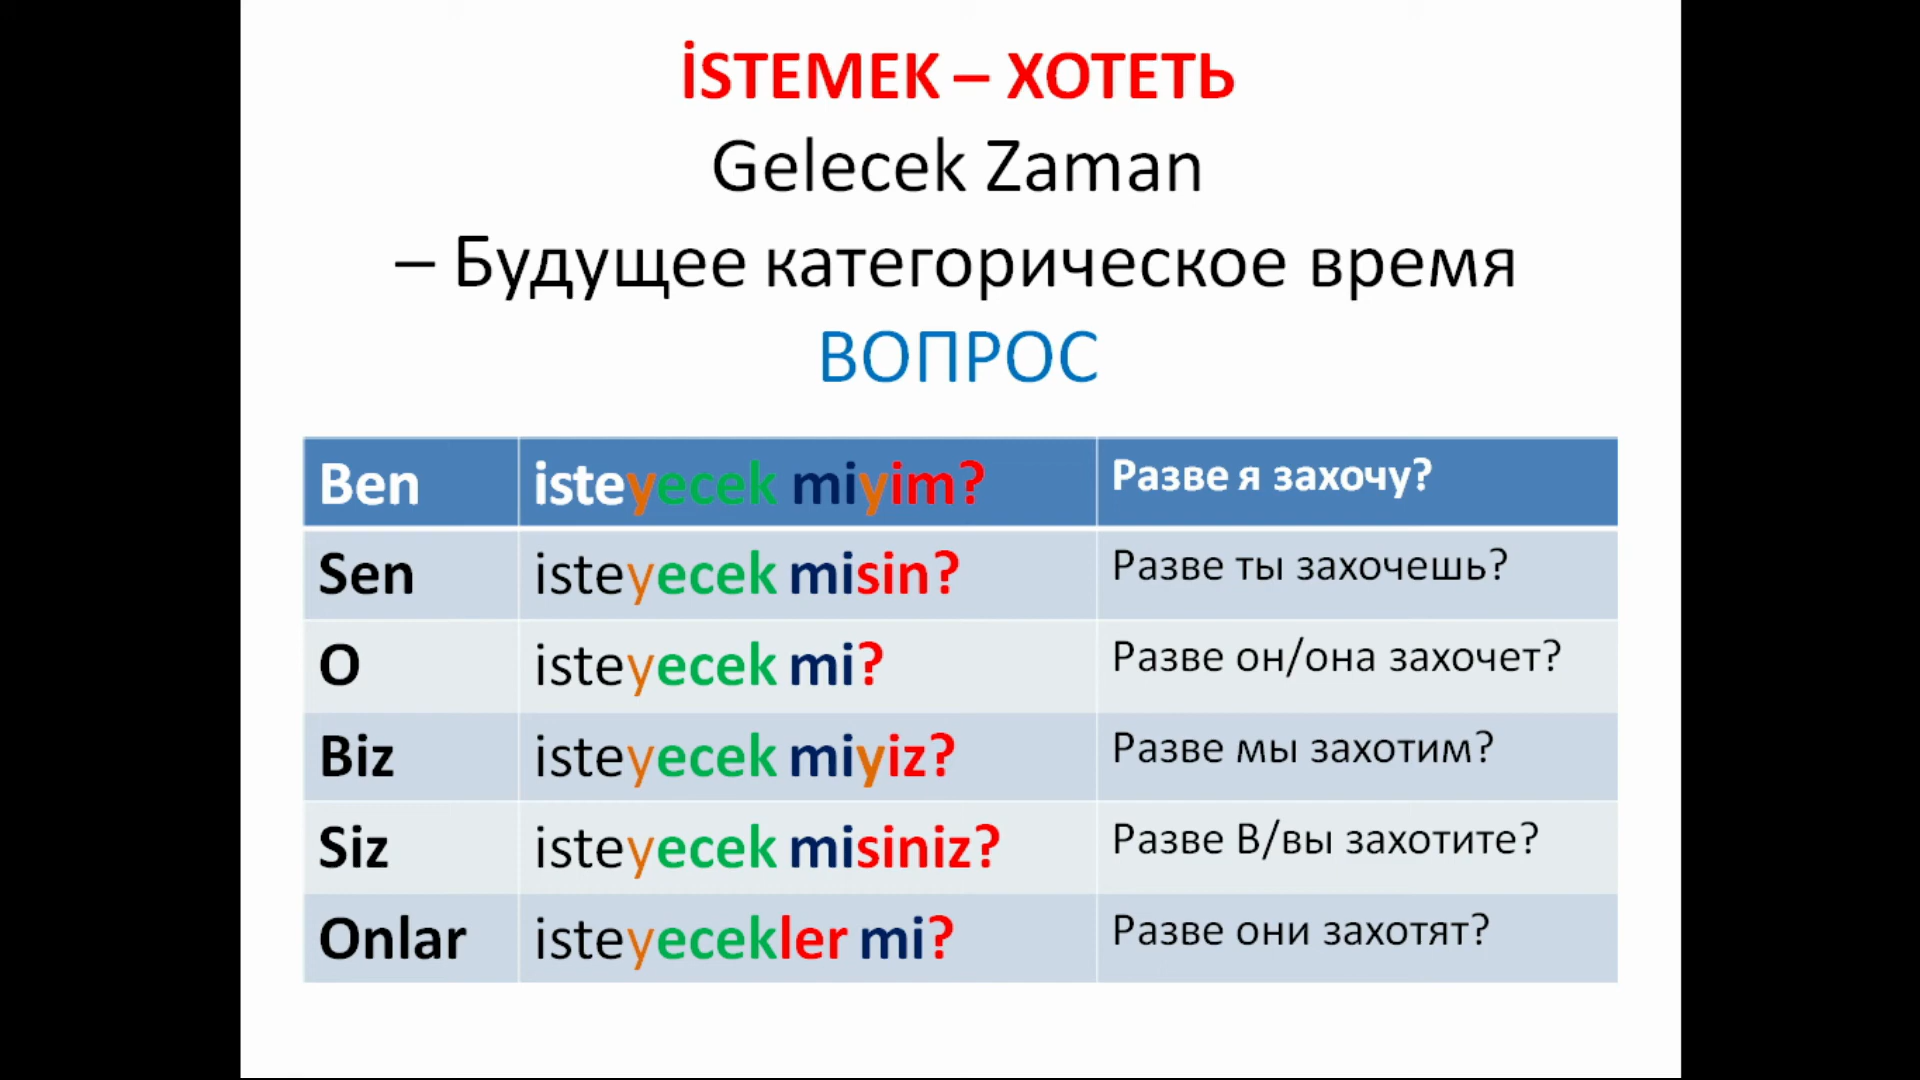 İSTEMEK – ХОТЕТЬ
Gelecek Zaman
– Будущее категорическое время
ВОПРОС
Ben isteyecek miyim? Разве я захочу?
Sen isteyecek misin? Разве ты захочешь?
O isteyecek mi? Разве он/она захочет?
Biz isteyecek miyiz? Разве мы захотим?
Siz isteyecek misiniz? Разве В/вы захотите?
Onlar isteyecekler mi? Разве они захотят?